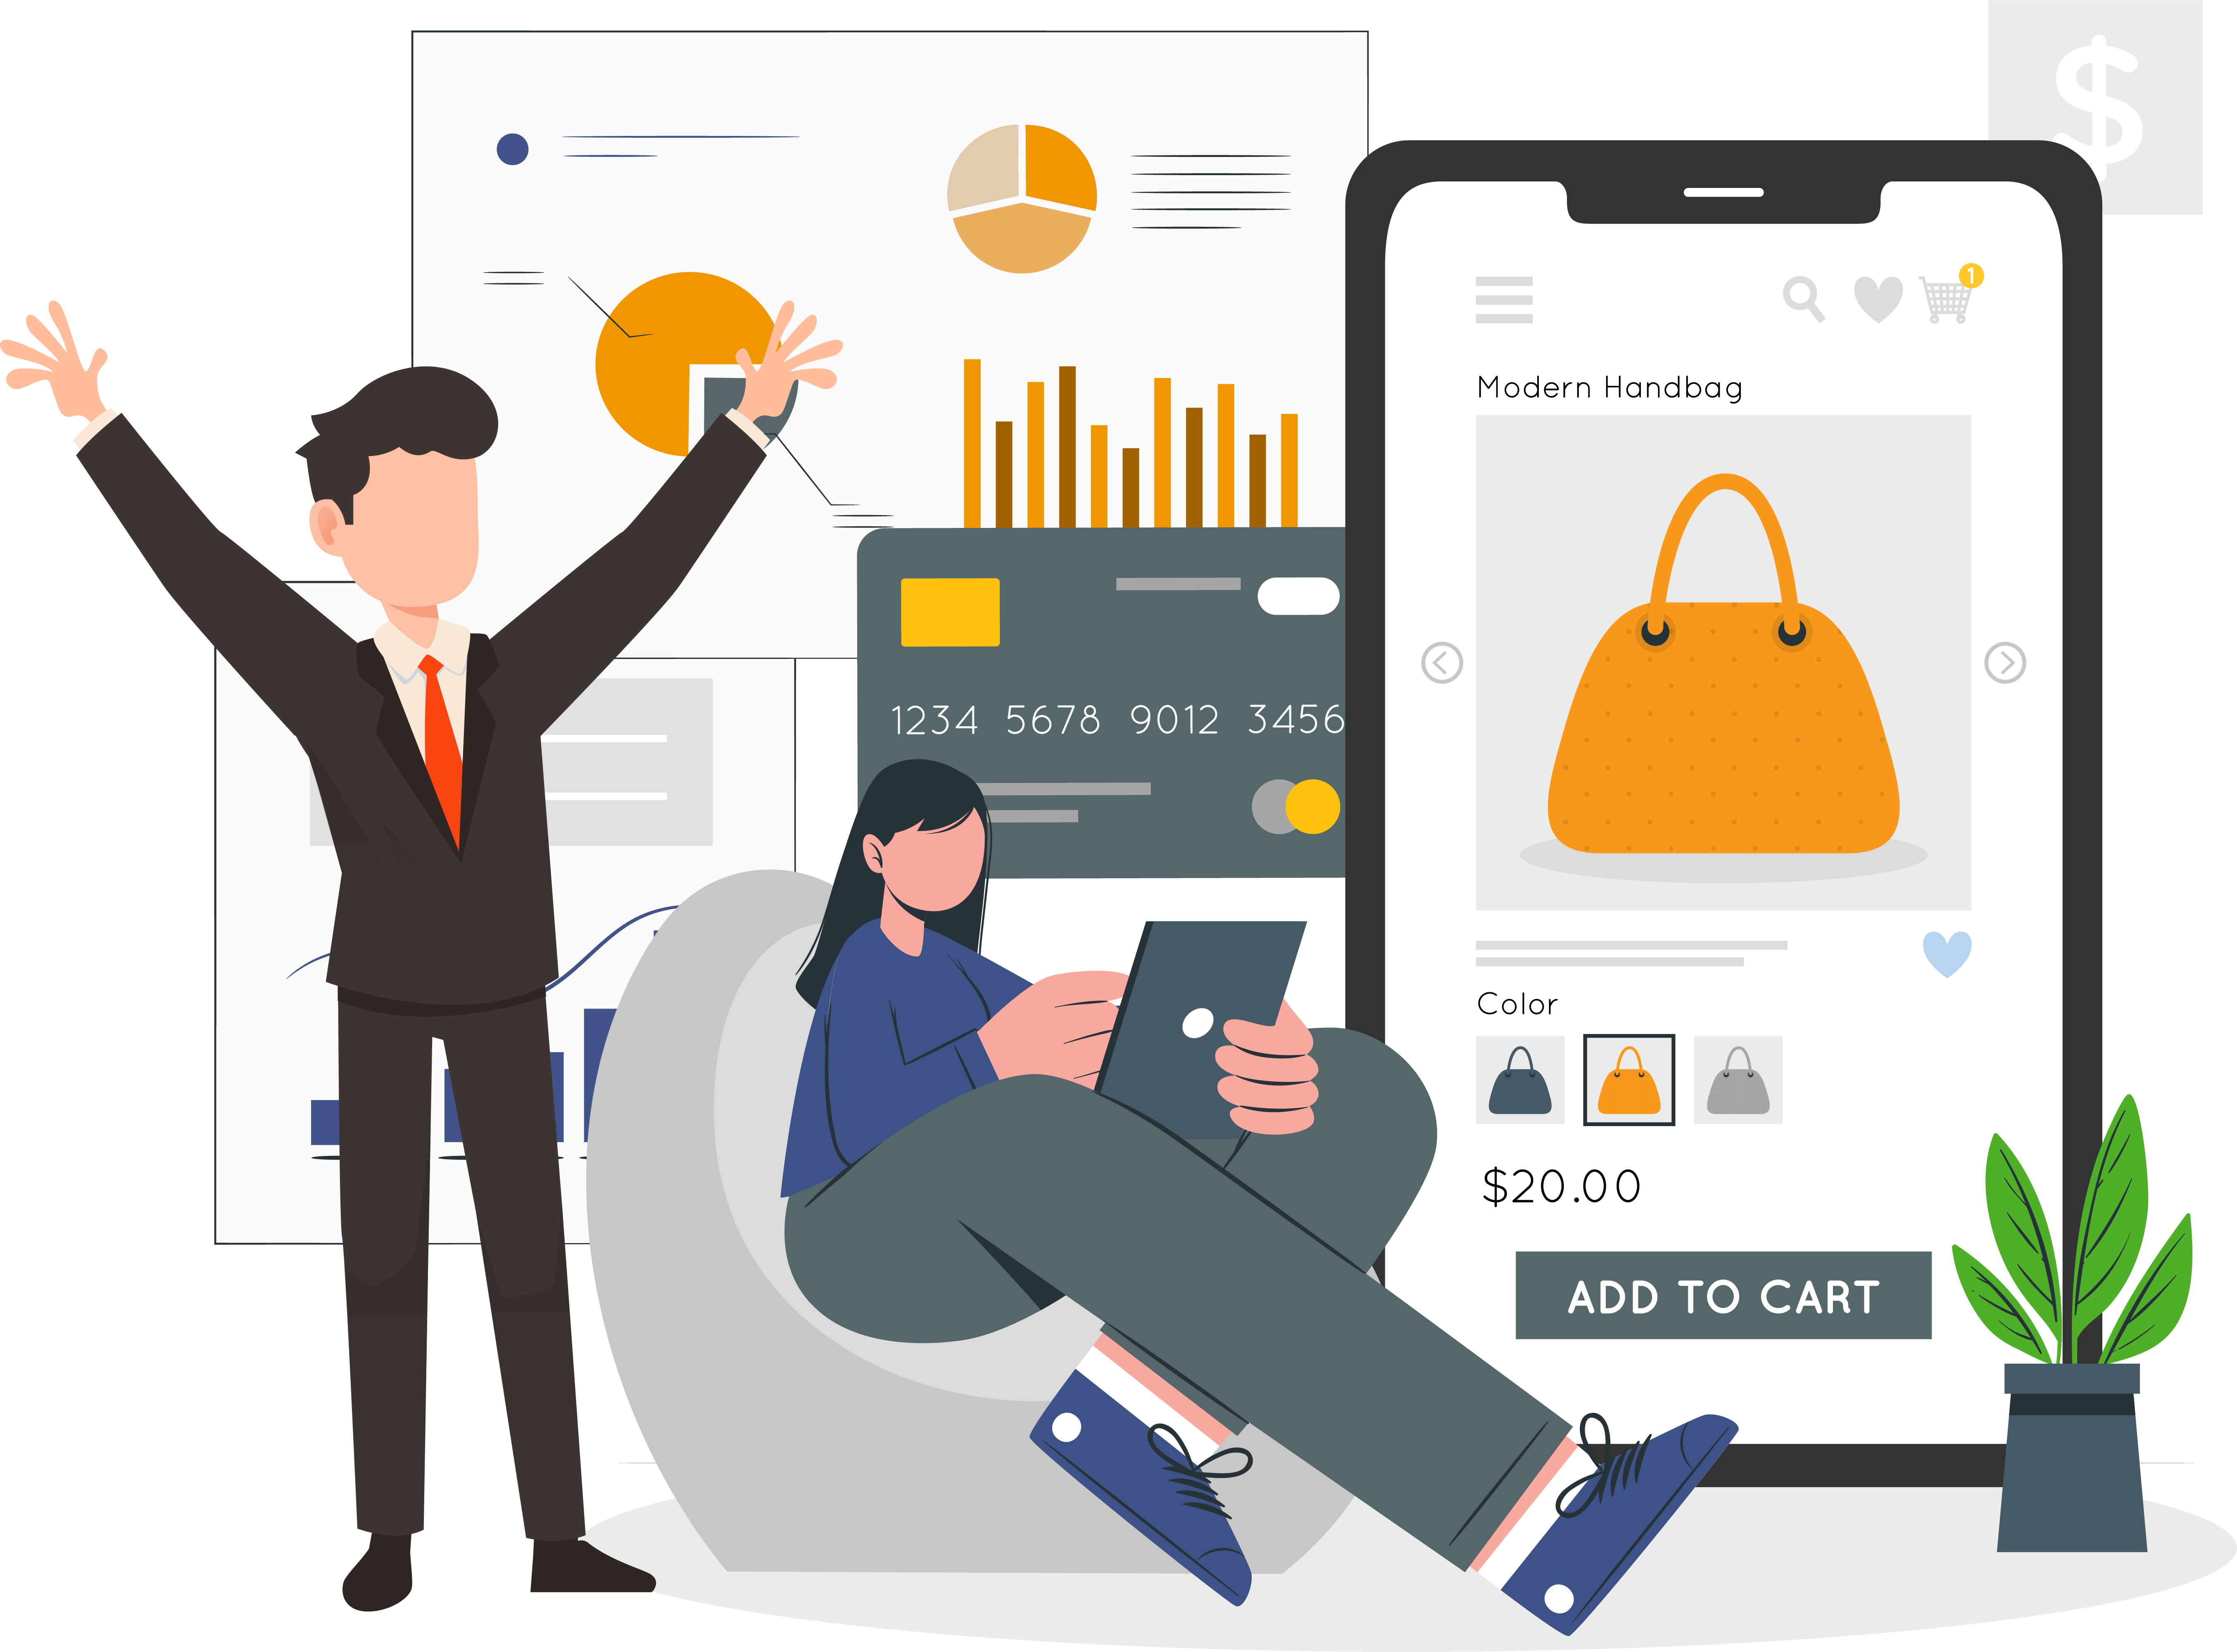 $
1
Modern Handbag
1234 5678 9012 3456
Color
$20.00
ADD TO CART